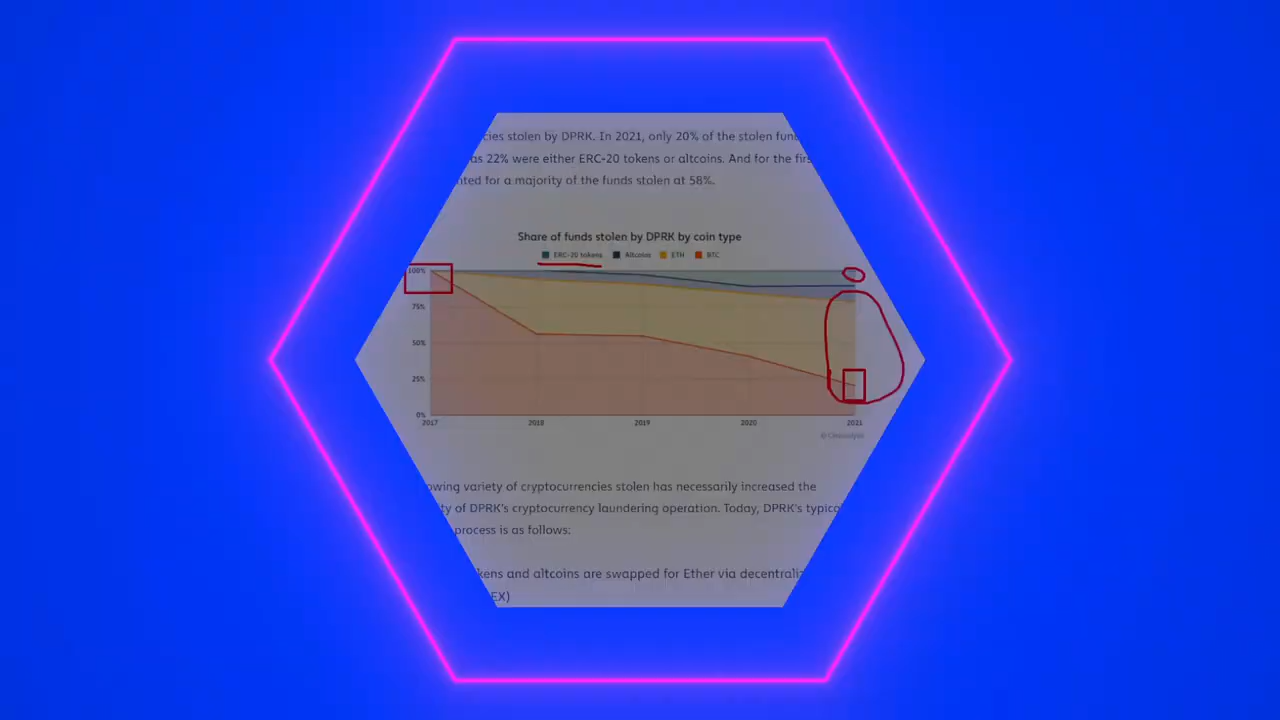 cies stolen by DPRK. In 2021, only 20% of the stolen fun
as 22% were either ERC-20 tokens or altcoins. And for the firs
nted for a majority of the funds stolen at 58%.
Share of funds stolen by DPRK by coin type
ERC-20 tokens Altcoins ETH BTC
100%
75%
50%
25%
0%
2017 2018 2019 2020 2021
© Chainalysis
owing variety of cryptocurrencies stolen has necessarily increased the
ty of DPRK's cryptocurrency laundering operation. Today, DPRK's typical
process is as follows:
kens and altcoins are swapped for Ether via decentraliz
EX)